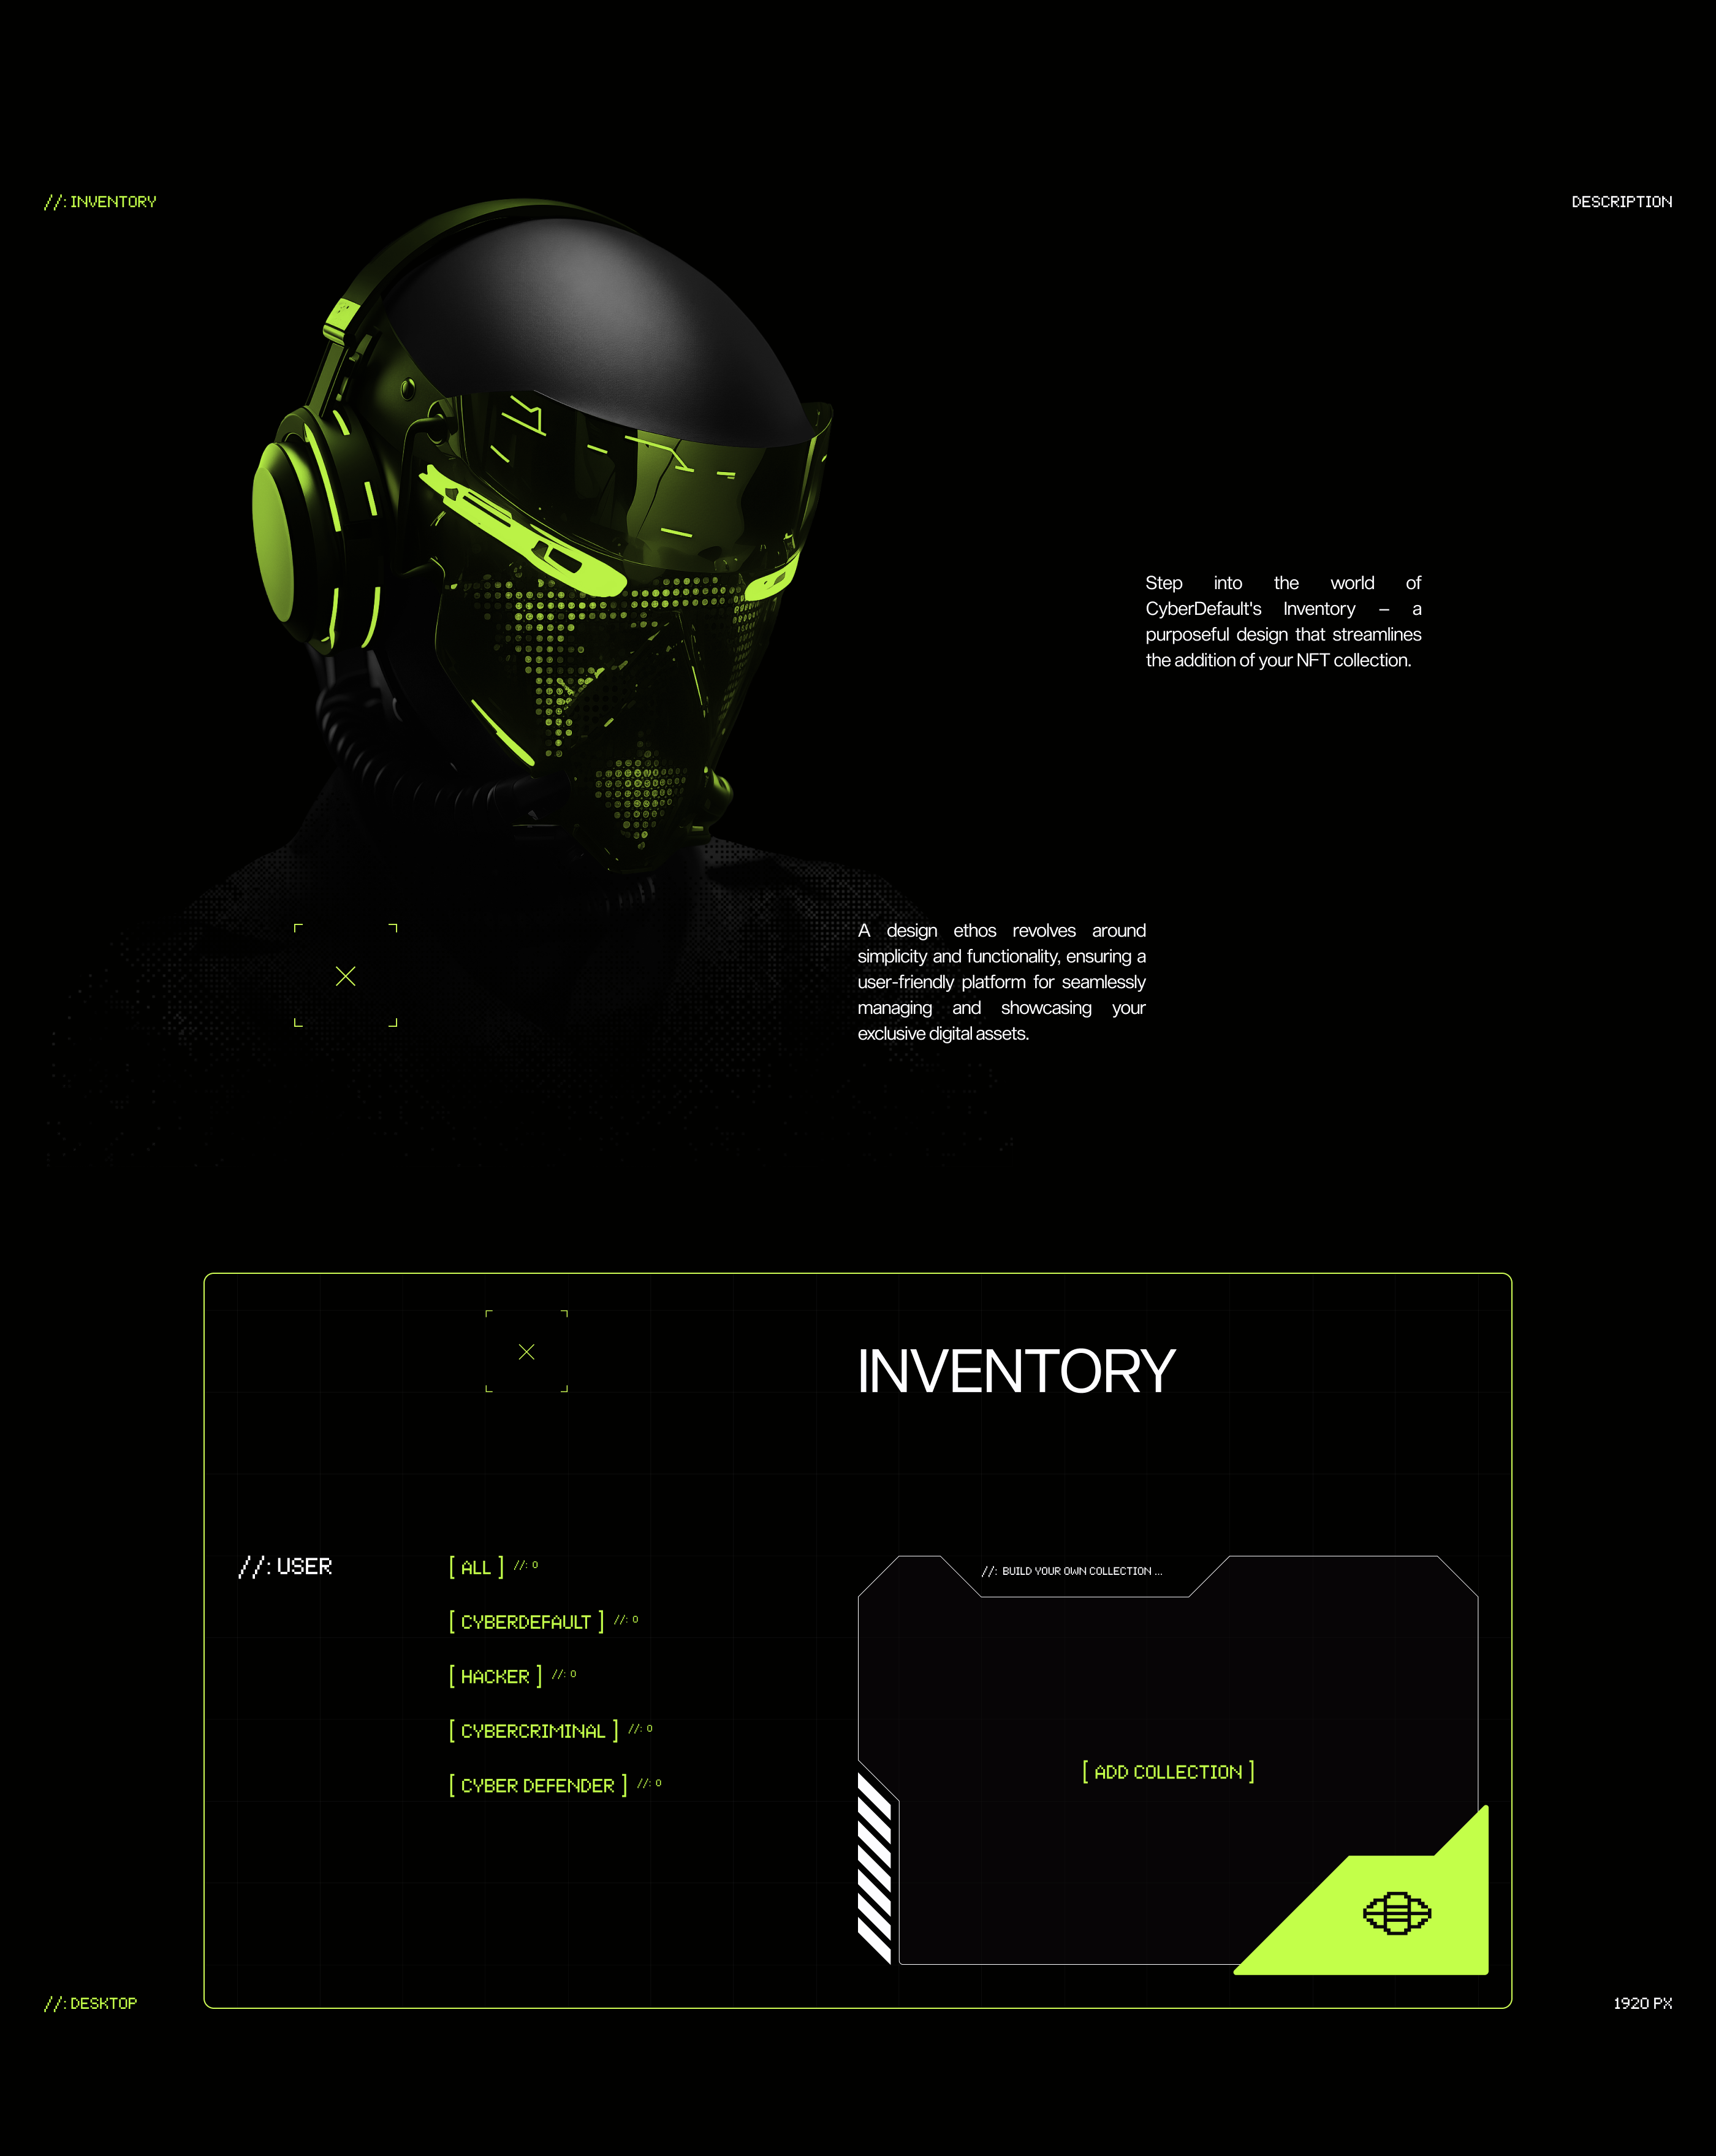 //: INVENTORY
DESCRIPTION
Step into the world of
CyberDefault's Inventory – a
purposeful design that streamlines
the addition of your NFT collection.
A design ethos revolves around
simplicity and functionality, ensuring a
user-friendly platform for seamlessly
managing and showcasing your
exclusive digital assets.
INVENTORY
//: USER
[ ALL ] //: 0
[ CYBERDEFAULT ] //: 0
[ HACKER ] //: 0
[ CYBERCRIMINAL ] //: 0
[ CYBER DEFENDER ] //: 0
//: BUILD YOUR OWN COLLECTION ...
[ ADD COLLECTION ]
//: DESKTOP
1920 PX